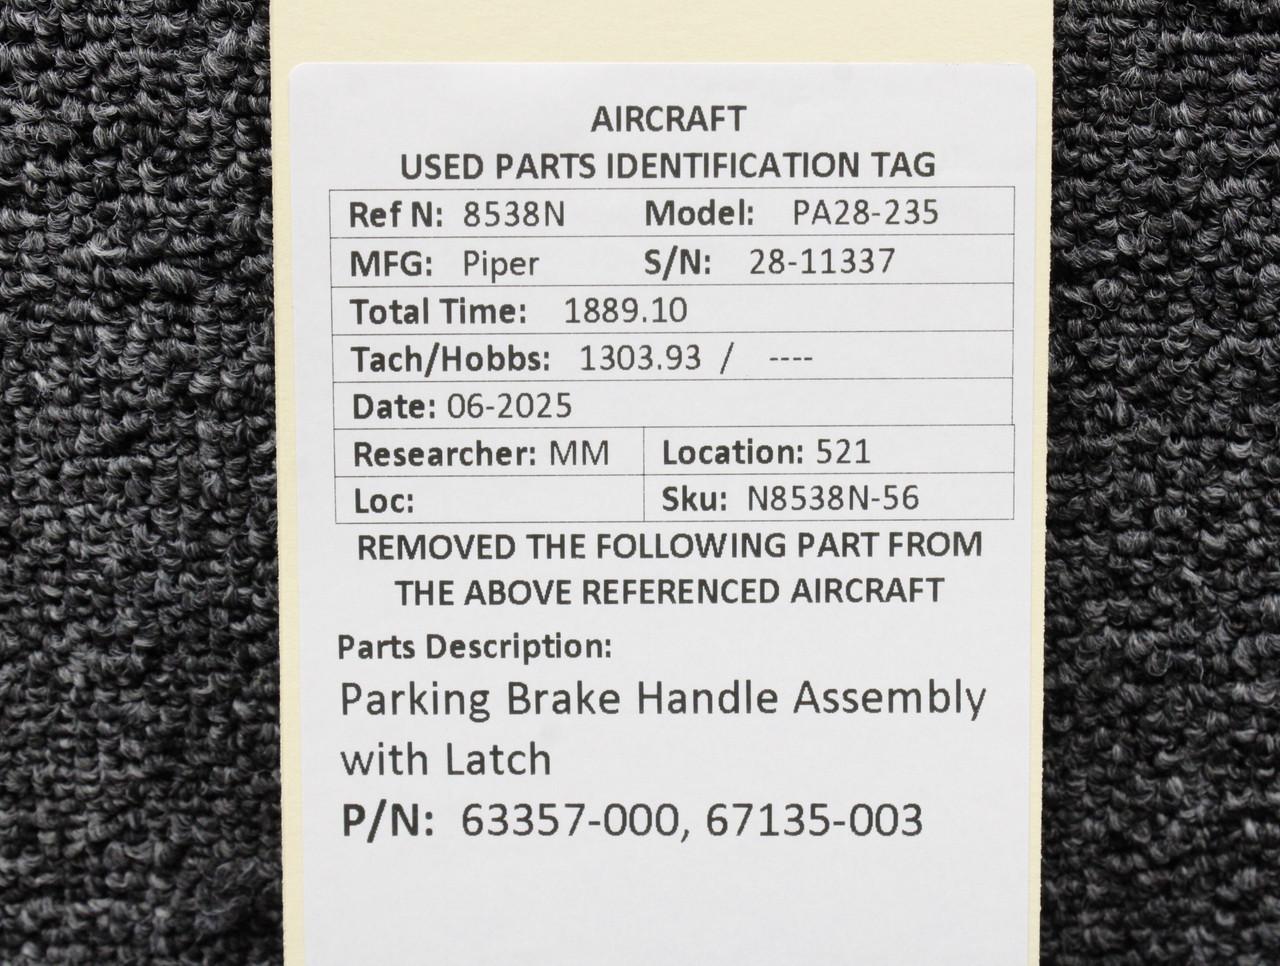 AIRCRAFT
USED PARTS IDENTIFICATION TAG
Ref N: 8538N Model: PA28-235
MFG: Piper S/N: 28-11337
Total Time: 1889.10
Tach/Hobbs: 1303.93 / ----
Date: 06-2025
Researcher: MM Location: 521
Loc: Sku: N8538N-56
REMOVED THE FOLLOWING PART FROM
THE ABOVE REFERENCED AIRCRAFT
Parts Description:
Parking Brake Handle Assembly
with Latch
P/N: 63357-000, 67135-003